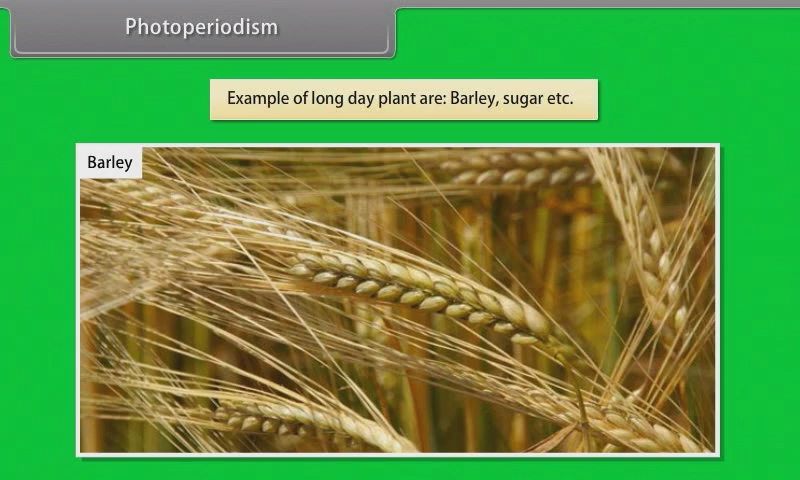 Photoperiodism
Example of long day plant are: Barley, sugar etc.
Barley